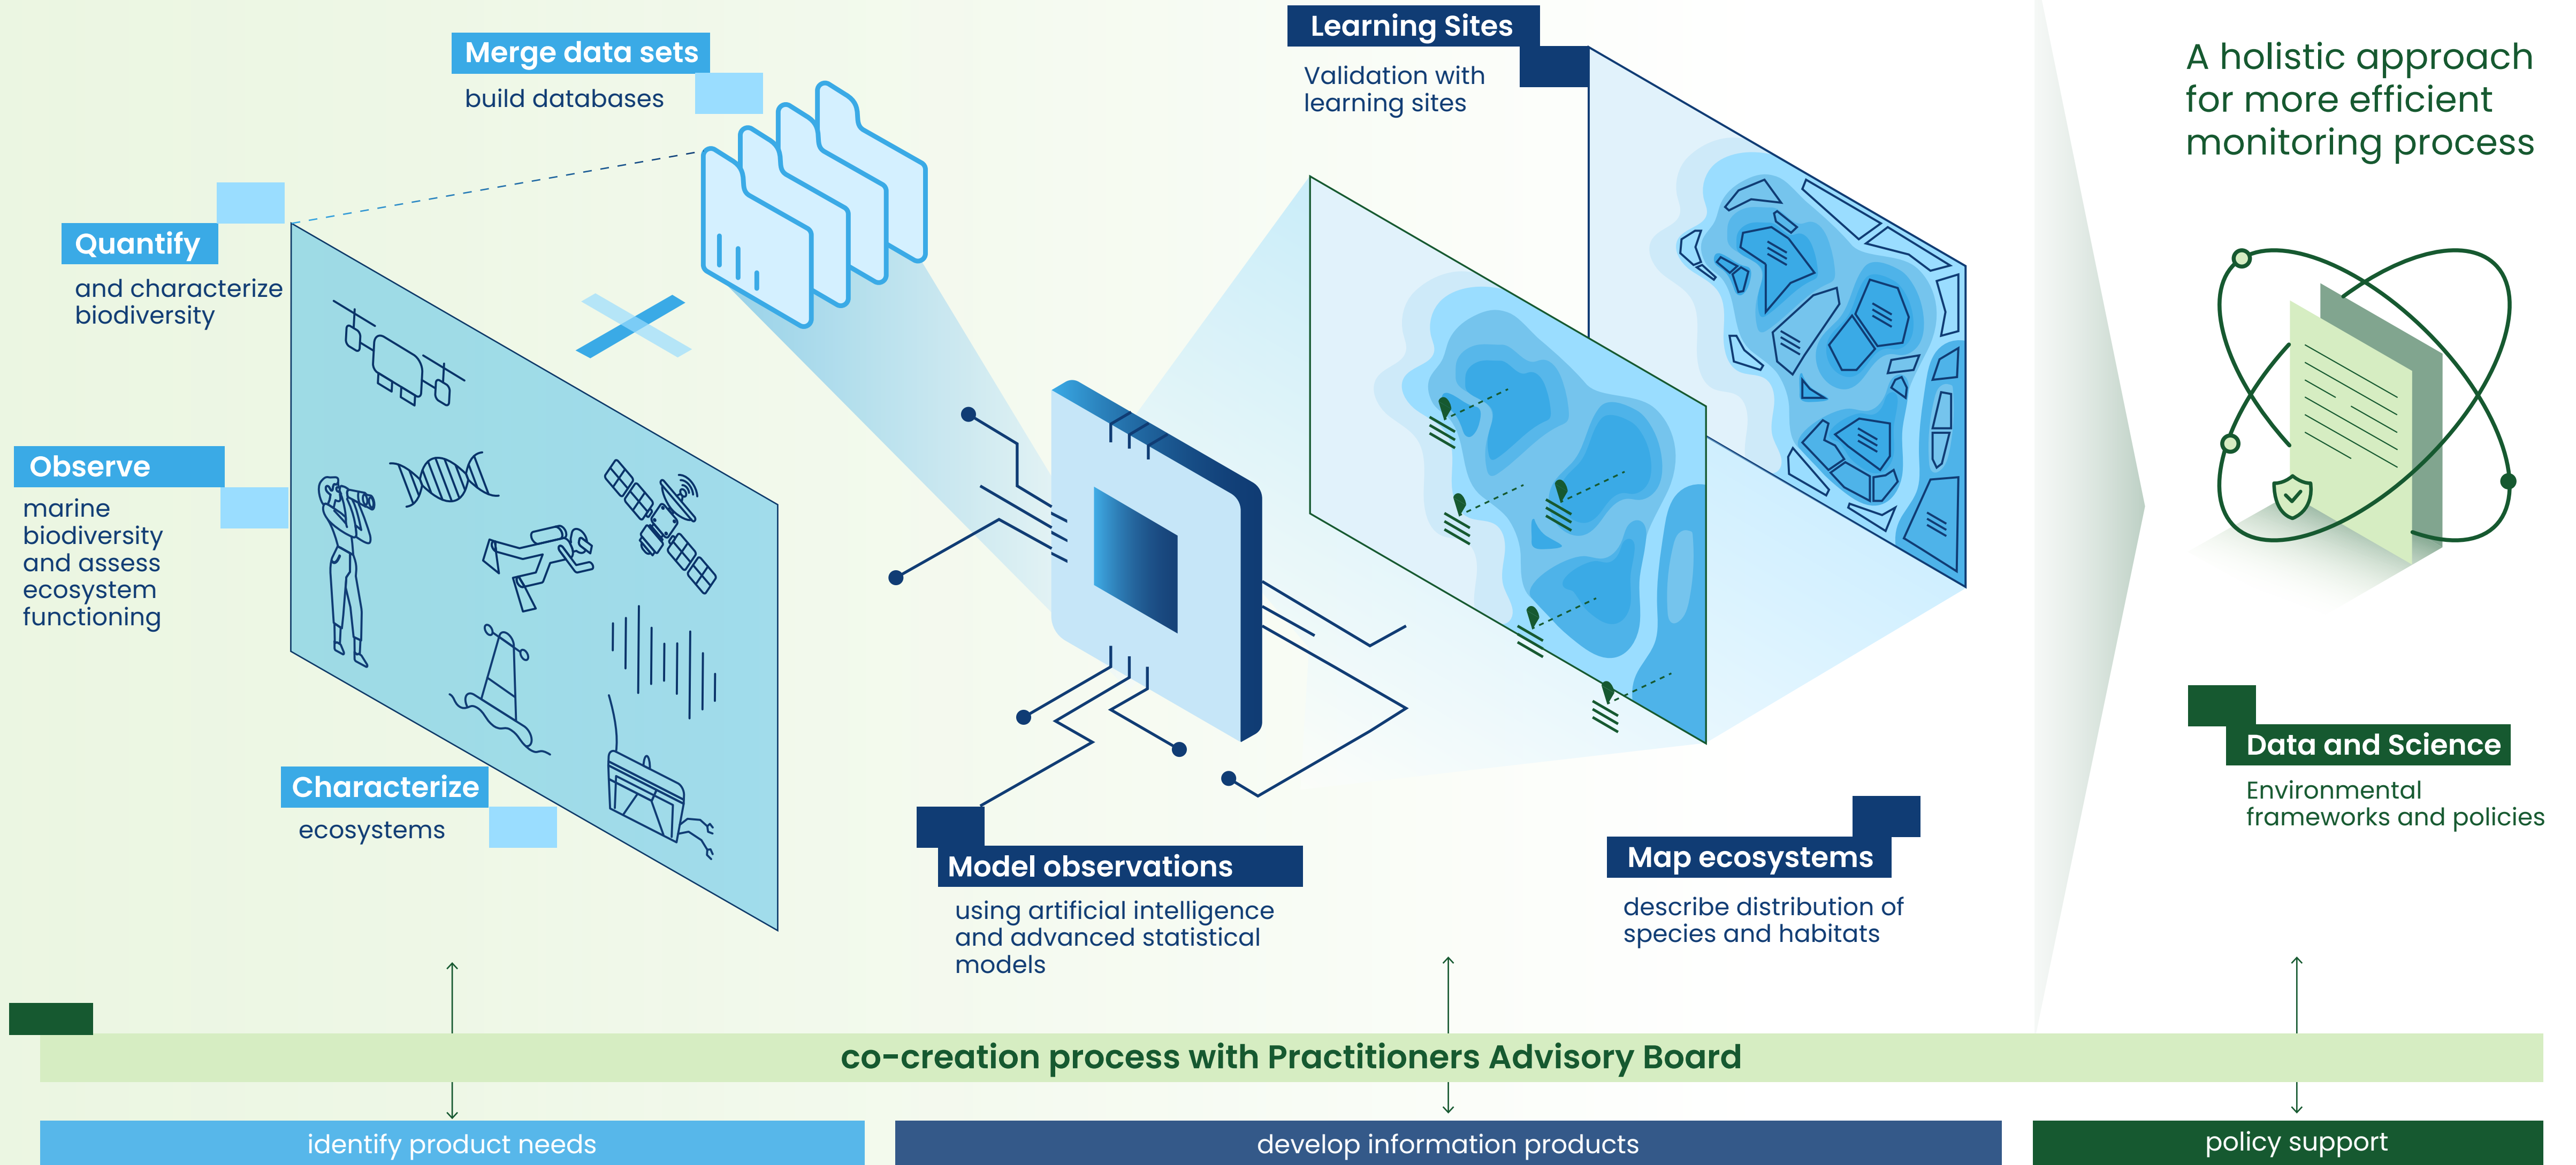 Merge data sets
build databases
Quantify
and characterize
biodiversity
Observe
marine
biodiversity
and assess
ecosystem
functioning
Characterize
ecosystems
Learning Sites
Validation with
learning sites
Model observations
using artificial intelligence
and advanced statistical
models
Map ecosystems
describe distribution of
species and habitats
A holistic approach
for more efficient
monitoring process
Data and Science
Environmental
frameworks and policies
co-creation process with Practitioners Advisory Board
identify product needs
develop information products
policy support